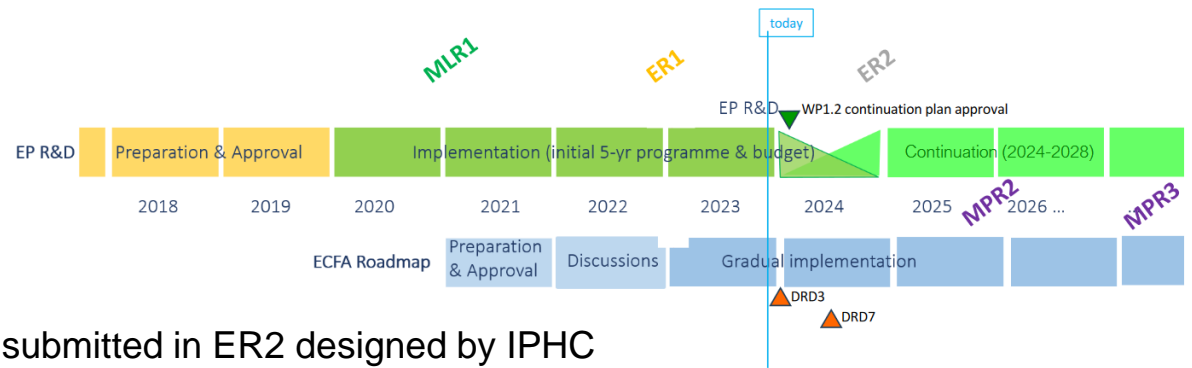 today
MLR1
ER1
ER2
EP R&D
WP1.2 continuation plan approval
EP R&D
Preparation & Approval
Implementation (initial 5-yr programme & budget)
Continuation (2024-2028)
2018
2019
2020
2021
2022
2023
2024
2025
2026 ...
MPR2
MPR3
ECFA Roadmap
Preparation
& Approval
Discussions
Gradual implementation
DRD3
DRD7
submitted in ER2 designed by IPHC